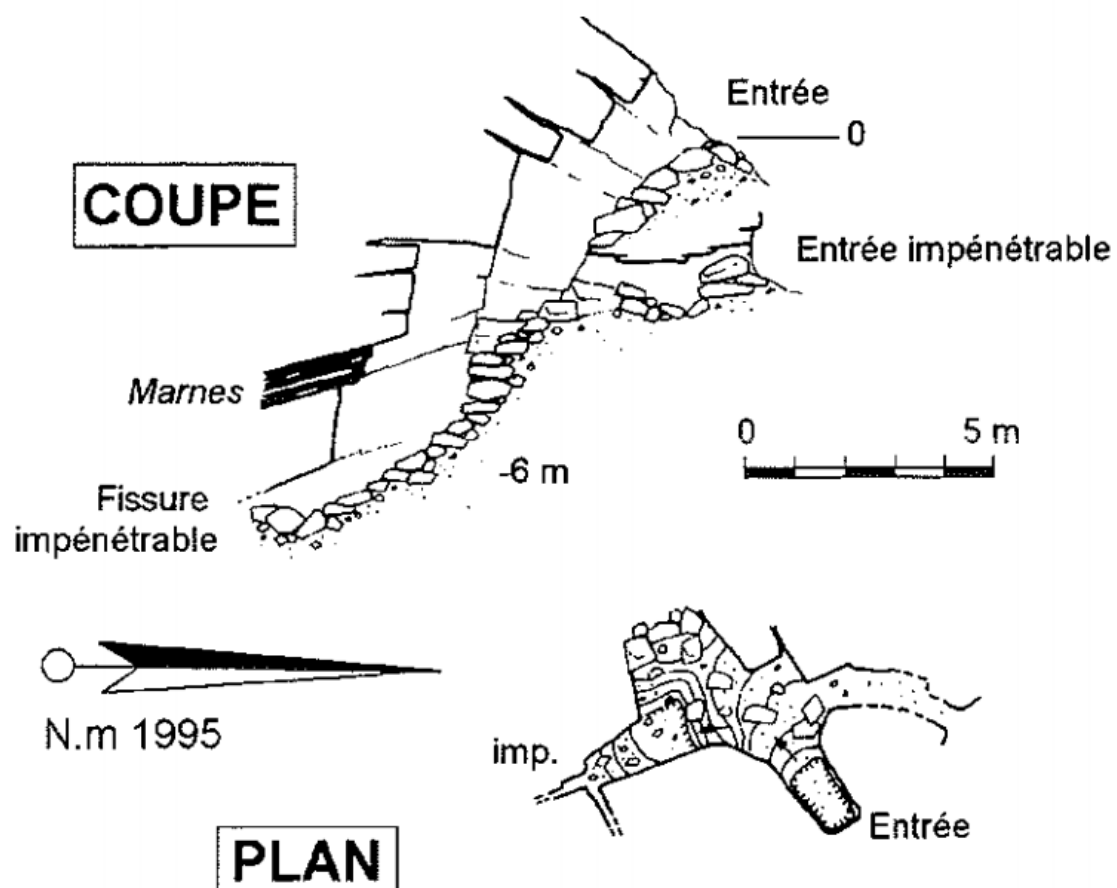 Entrée
0
COUPE
Entrée impénétrable
Marnes
0 5 m
-6 m
Fissure
impénétrable
N.m 1995
imp.
Entrée
PLAN